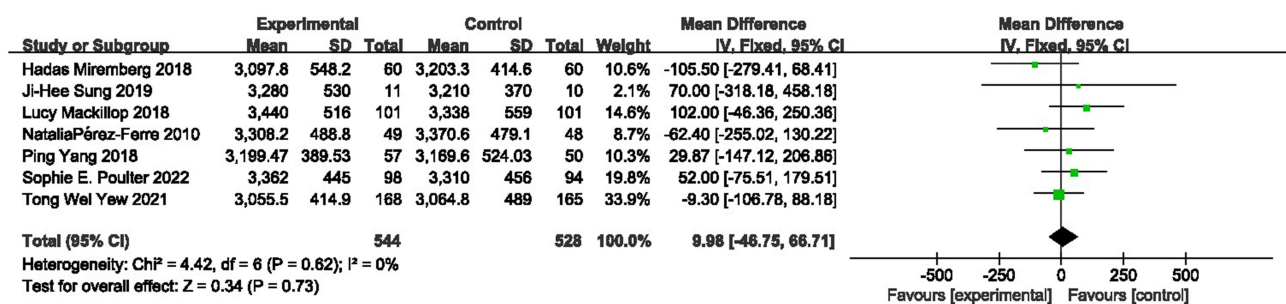 Experimental Control Mean Difference Mean Difference
Study or Subgroup Mean SD Total Mean SD Total Weight IV, Fixed, 95% CI IV, Fixed, 95% CI
Hadas Miremberg 2018 3,097.8 548.2 60 3,203.3 414.6 60 10.6% -105.50 [-279.41, 68.41]
Ji-Hee Sung 2019 3,280 530 11 3,210 370 10 2.1% 70.00 [-318.18, 458.18]
Lucy Mackillop 2018 3,440 516 101 3,338 559 101 14.6% 102.00 [-46.36, 250.36]
NataliaPérez-Ferre 2010 3,308.2 488.8 49 3,370.6 479.1 48 8.7% -62.40 [-255.02, 130.22]
Ping Yang 2018 3,199.47 389.53 57 3,169.6 524.03 50 10.3% 29.87 [-147.12, 206.86]
Sophie E. Poulter 2022 3,362 445 98 3,310 456 94 19.8% 52.00 [-75.51, 179.51]
Tong Wei Yew 2021 3,055.5 414.9 168 3,064.8 489 165 33.9% -9.30 [-106.78, 88.18]
Total (95% CI) 544 528 100.0% 9.98 [-46.75, 66.71]
Heterogeneity: Chi² = 4.42, df = 6 (P = 0.62); I² = 0%
Test for overall effect: Z = 0.34 (P = 0.73)
-500 -250 0 250 500
Favours [experimental] Favours [control]